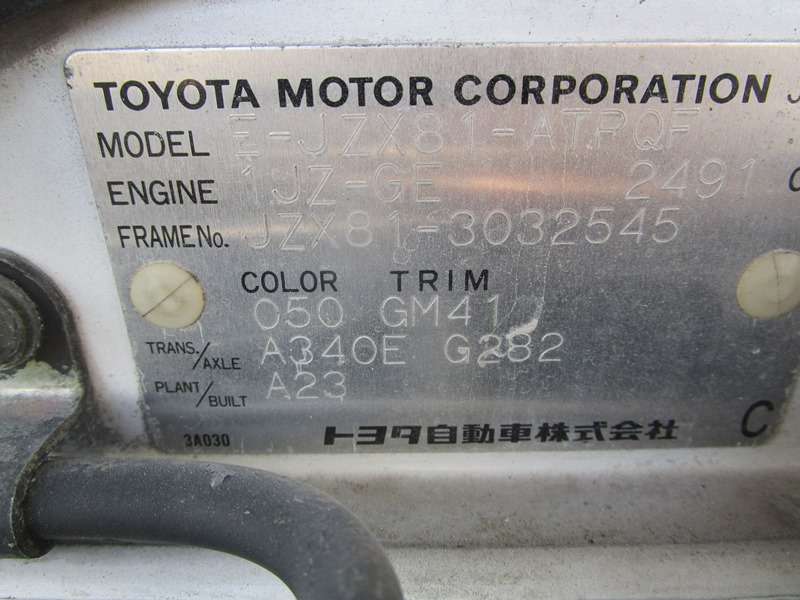 TOYOTA MOTOR CORPORATION J
MODEL E-JZX81-ATPQF
ENGINE 1JZ-GE 2491
FRAME No. JZX81-3032545
COLOR TRIM
050 GM41
TRANS./AXLE A340E G282
PLANT/BUILT A23
3A030 トヨタ自動車株式会社 C